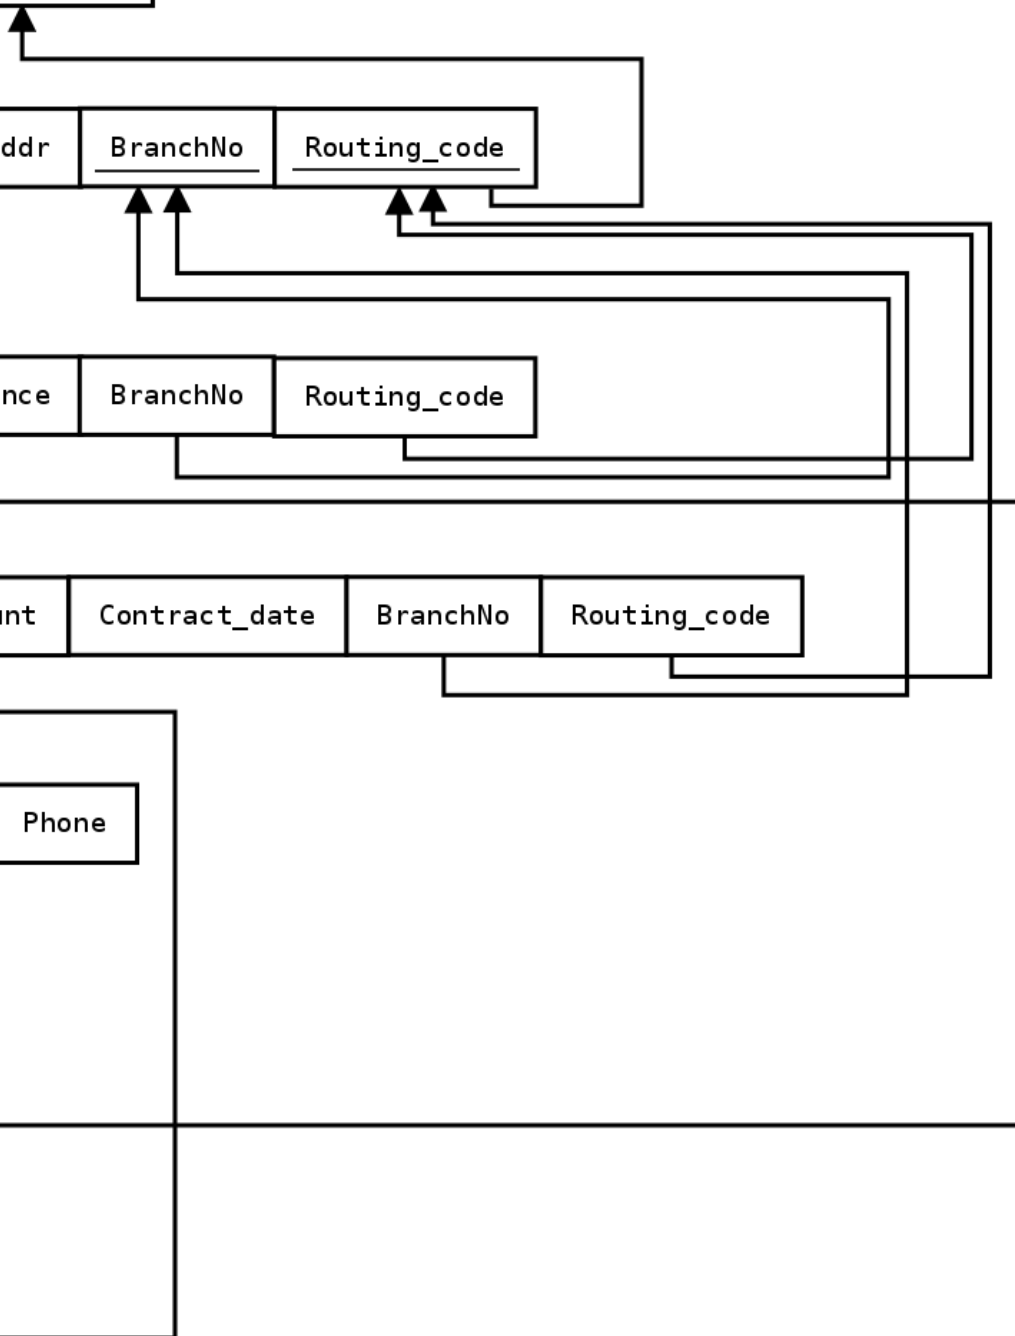 ddr BranchNo Routing_code
nce BranchNo Routing_code
unt Contract_date BranchNo Routing_code
Phone